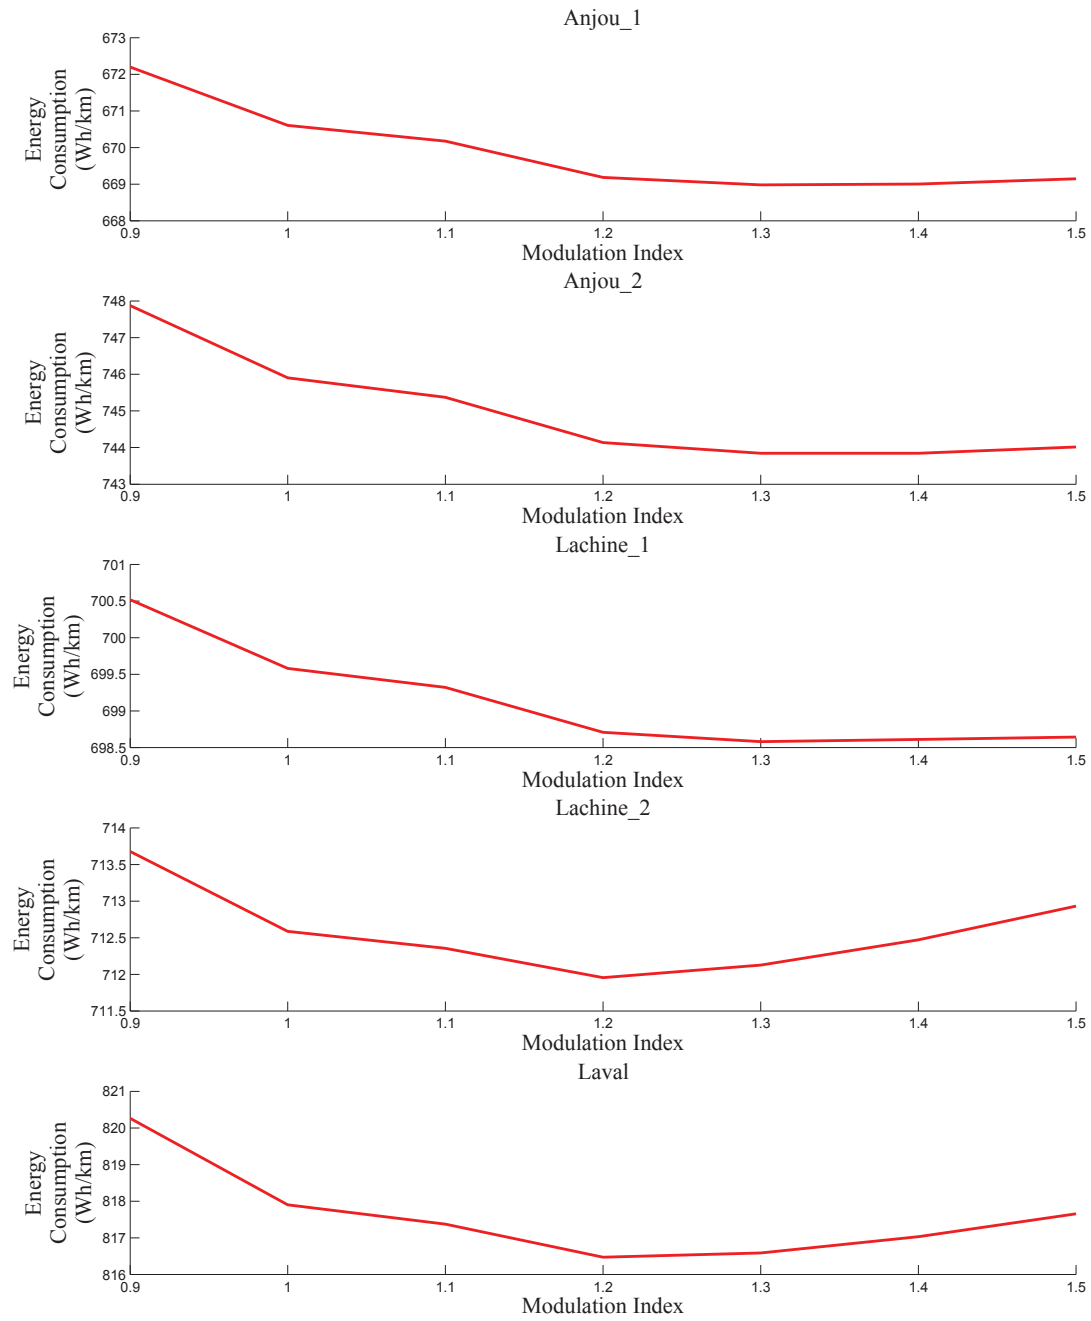 Anjou_1
Energy
Consumption
(Wh/km)
673
672
671
670
669
668
0.9 1 1.1 1.2 1.3 1.4 1.5
Modulation Index
Anjou_2
Energy
Consumption
(Wh/km)
748
747
746
745
744
743
0.9 1 1.1 1.2 1.3 1.4 1.5
Modulation Index
Lachine_1
Energy
Consumption
(Wh/km)
701
700.5
700
699.5
699
698.5
0.9 1 1.1 1.2 1.3 1.4 1.5
Modulation Index
Lachine_2
Energy
Consumption
(Wh/km)
714
713.5
713
712.5
712
711.5
0.9 1 1.1 1.2 1.3 1.4 1.5
Modulation Index
Laval
Energy
Consumption
(Wh/km)
821
820
819
818
817
816
0.9 1 1.1 1.2 1.3 1.4 1.5
Modulation Index